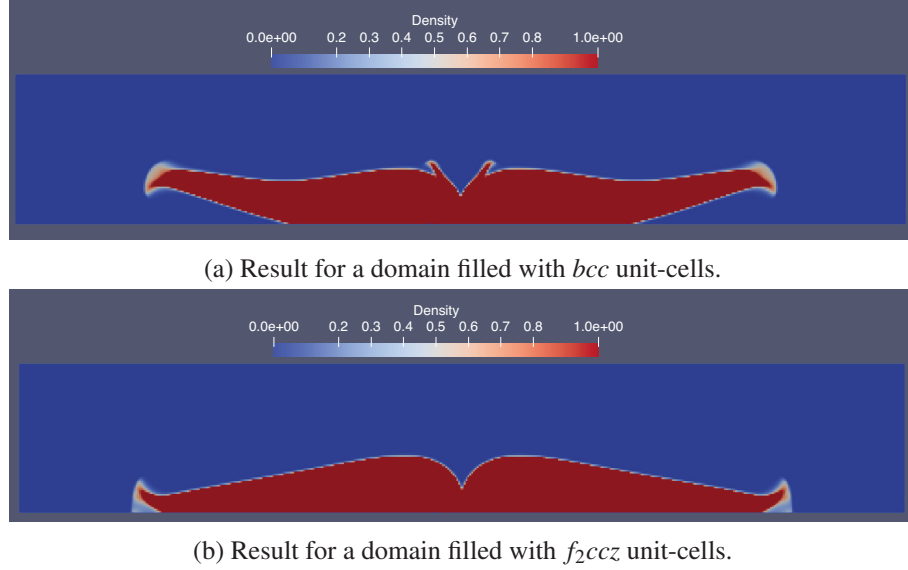 Density
0.0e+00 0.2 0.3 0.4 0.5 0.6 0.7 0.8 1.0e+00
(a) Result for a domain filled with bcc unit-cells.
Density
0.0e+00 0.2 0.3 0.4 0.5 0.6 0.7 0.8 1.0e+00
(b) Result for a domain filled with f₂ccz unit-cells.